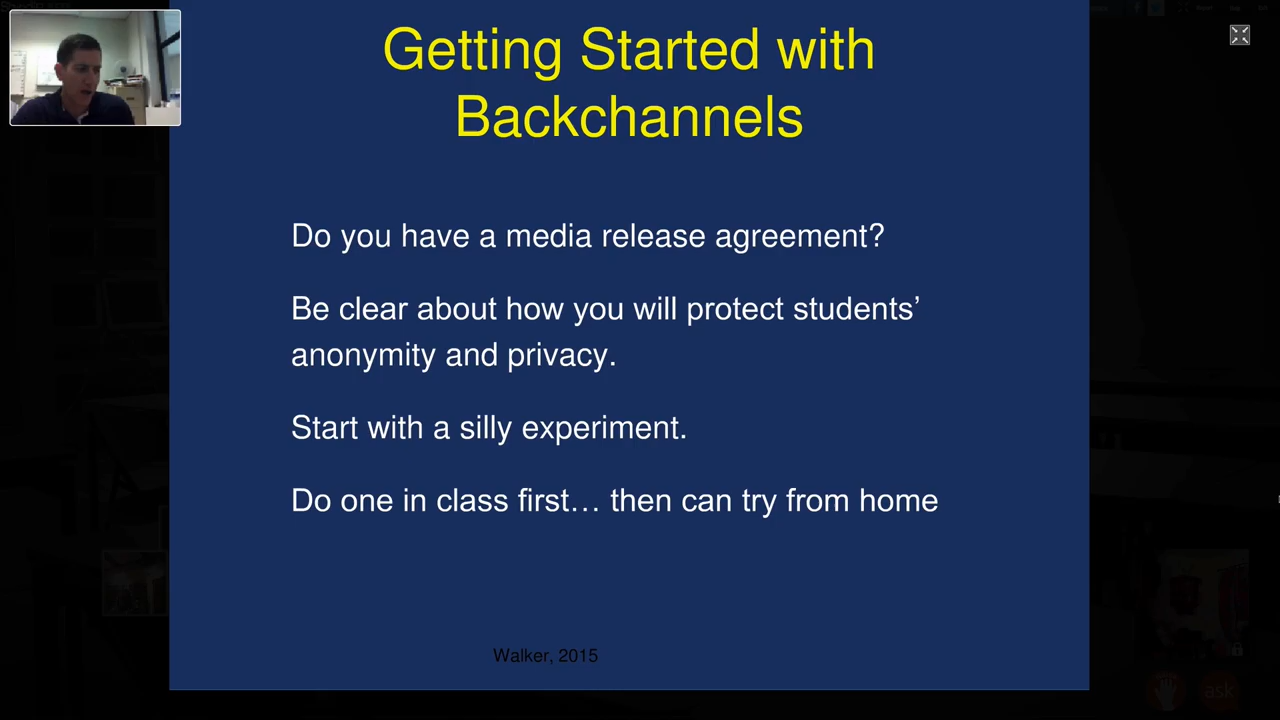 Getting Started with
Backchannels
Do you have a media release agreement?
Be clear about how you will protect students’
anonymity and privacy.
Start with a silly experiment.
Do one in class first… then can try from home
Walker, 2015
ask